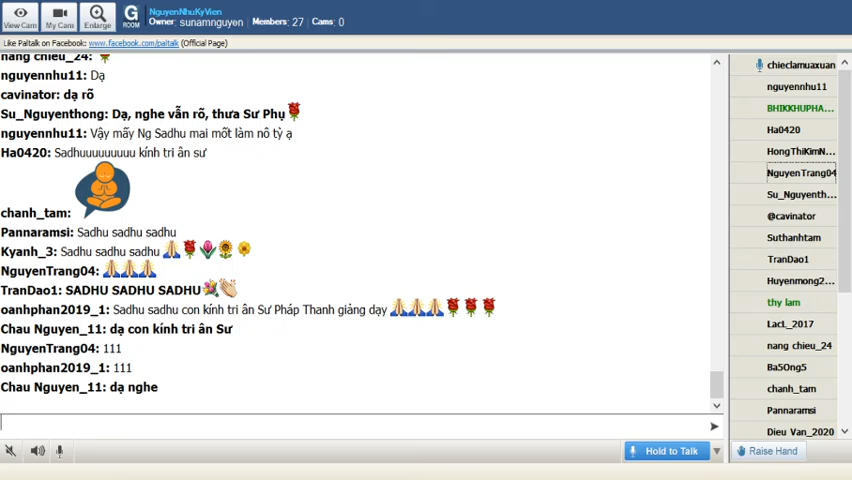 View Cam
My Cam
Enlarge
G
ROOM
NguyenNhuKyVien
Owner: sunamnguyen Members: 27 Cams: 0
Like Paltalk on Facebook: www.facebook.com/paltalk (Official Page)
nang chieu_24:
nguyennhu11: Dạ
cavinator: dạ rõ
Su_Nguyenthong: Dạ, nghe vẫn rõ, thưa Sư Phụ
nguyennhu11: Vậy mấy Ng Sadhu mai mốt làm nô tỳ ạ
Ha0420: Sadhuuuuuuuuu kính tri ân sư
chanh_tam:
Pannaramsi: Sadhu sadhu sadhu
Kyanh_3: Sadhu sadhu sadhu
NguyenTrang04:
TranDao1: SADHU SADHU SADHU
oanhphan2019_1: Sadhu sadhu con kính tri ân Sư Pháp Thanh giảng dạy
Chau Nguyen_11: dạ con kính tri ân Sư
NguyenTrang04: 111
oanhphan2019_1: 111
Chau Nguyen_11: dạ nghe
Hold to Talk
chieclamuaxuan
nguyennhu11
BHIKKHUPHA...
Ha0420
HongThiKimN...
NguyenTrang04
Su_Nguyenth...
@cavinator
Suthanhtam
TranDao1
Huyenmong2...
thy lam
LacL_2017
nang chieu_24
Ba5Ong5
chanh_tam
Pannaramsi
Dieu Van_2020
Raise Hand